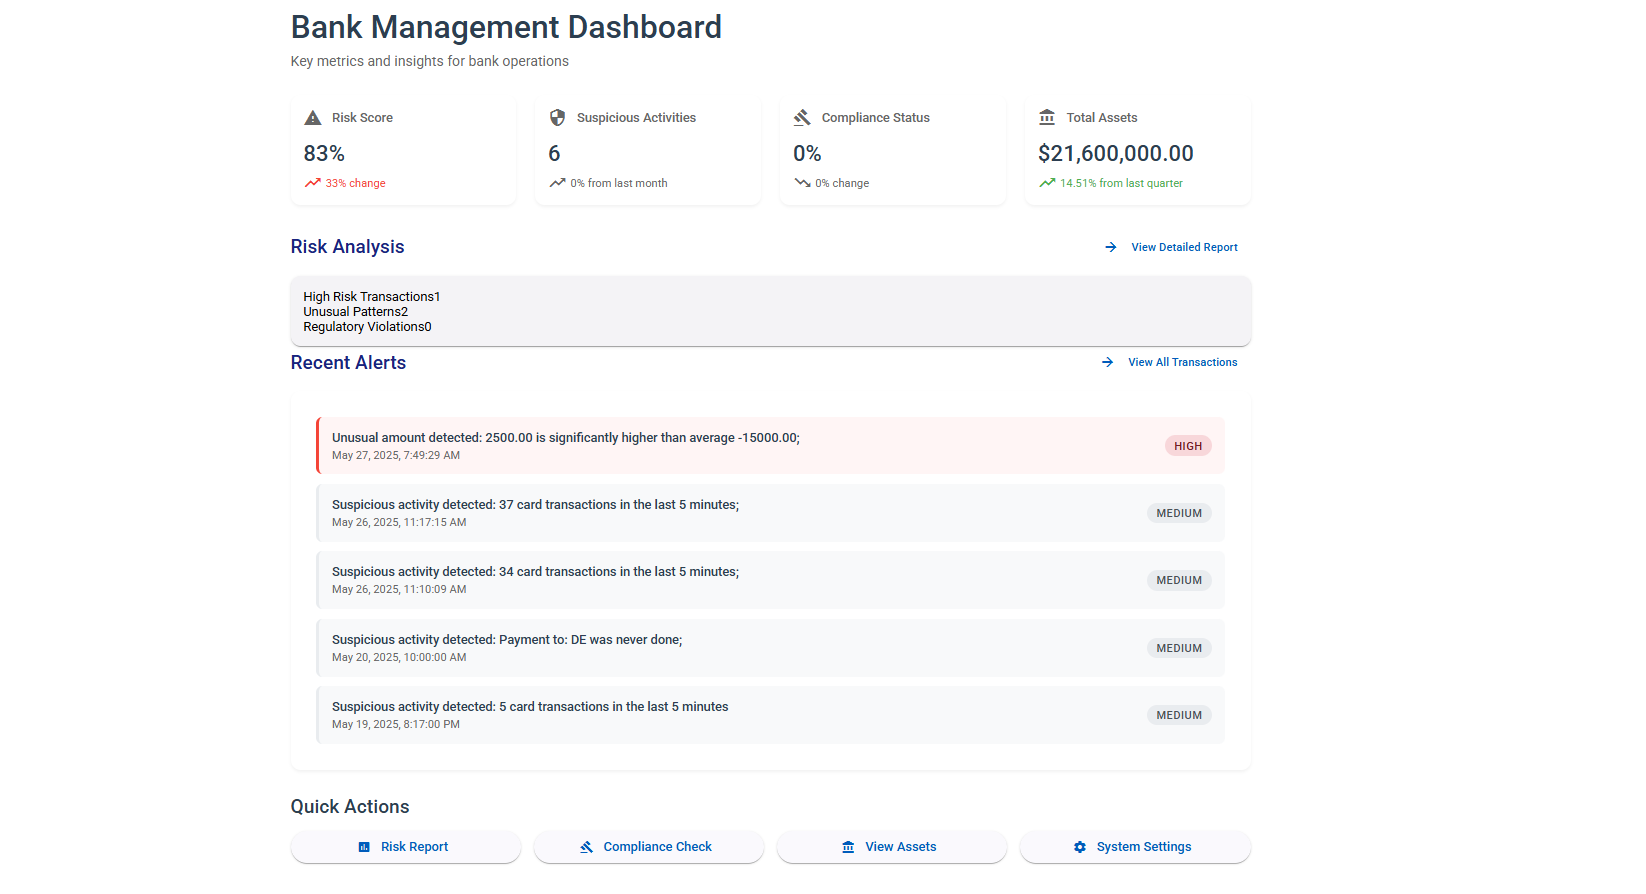 Bank Management Dashboard
Key metrics and insights for bank operations
Risk Score
83%
33% change
Suspicious Activities
6
0% from last month
Compliance Status
0%
0% change
Total Assets
$21,600,000.00
14.51% from last quarter
Risk Analysis
View Detailed Report
High Risk Transactions1
Unusual Patterns2
Regulatory Violations0
Recent Alerts
View All Transactions
Unusual amount detected: 2500.00 is significantly higher than average -15000.00;
May 27, 2025, 7:49:29 AM
HIGH
Suspicious activity detected: 37 card transactions in the last 5 minutes;
May 26, 2025, 11:17:15 AM
MEDIUM
Suspicious activity detected: 34 card transactions in the last 5 minutes;
May 26, 2025, 11:10:09 AM
MEDIUM
Suspicious activity detected: Payment to: DE was never done;
May 20, 2025, 10:00:00 AM
MEDIUM
Suspicious activity detected: 5 card transactions in the last 5 minutes
May 19, 2025, 8:17:00 PM
MEDIUM
Quick Actions
Risk Report
Compliance Check
View Assets
System Settings